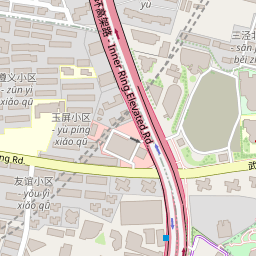 环高架路 - Inner Ring Elevated Rd.
yù
三泾北
sān j
běi zé
遵义小区
zūn yì
xiǎo qū
玉屏小区
yù píng
xiǎo qū
ng Rd
武
友谊小区
yǒu yì
xiǎo qū